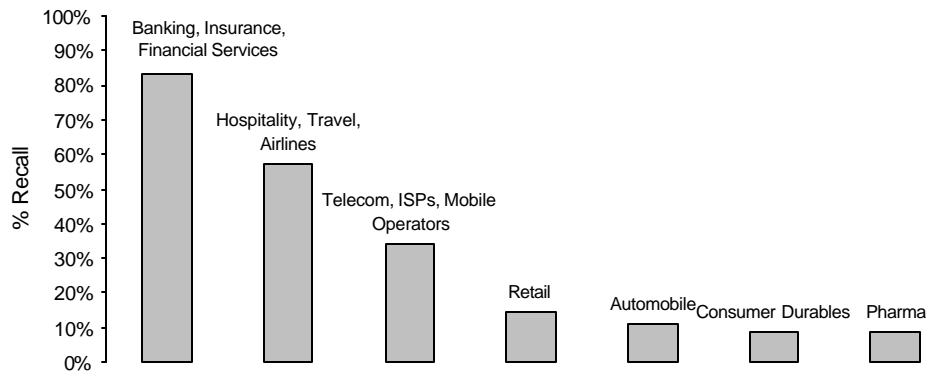 100%
90%
80%
70%
60%
50%
40%
30%
20%
10%
0%
% Recall
Banking, Insurance,
Financial Services
Hospitality, Travel,
Airlines
Telecom, ISPs, Mobile
Operators
Retail
Automobile
Consumer Durables
Pharma